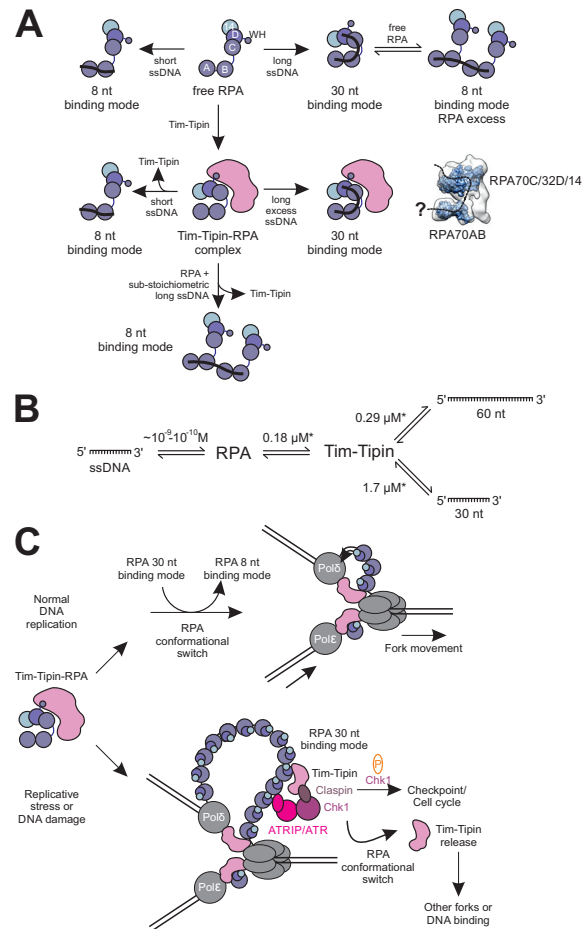 A
14
D
WH
C
A
B
short
ssDNA
long
ssDNA
free
RPA
8 nt
binding mode
free RPA
30 nt
binding mode
8 nt
binding mode
RPA excess
Tim-Tipin
Tim-Tipin
short
ssDNA
long
excess
ssDNA
RPA70C/32D/14
?
RPA70AB
8 nt
binding mode
Tim-Tipin-RPA
complex
30 nt
binding mode
RPA +
sub-stoichiometric
long ssDNA
Tim-Tipin
8 nt
binding mode
B
5' 3'
ssDNA
~10⁻⁹-10⁻¹⁰M
RPA
0.18 µM*
Tim-Tipin
0.29 µM*
5' 3'
60 nt
1.7 µM*
5' 3'
30 nt
C
RPA 30 nt
binding mode
RPA 8 nt
binding mode
Normal
DNA
replication
RPA
conformational
switch
Polδ
Polε
Fork movement
Tim-Tipin-RPA
Replicative
stress or
DNA damage
RPA 30 nt
binding mode
Tim-Tipin
Claspin
Chk1
ATRIP/ATR
P
Chk1
Checkpoint/
Cell cycle
Polδ
Polε
RPA
conformational
switch
Tim-Tipin
release
Other forks or
DNA binding